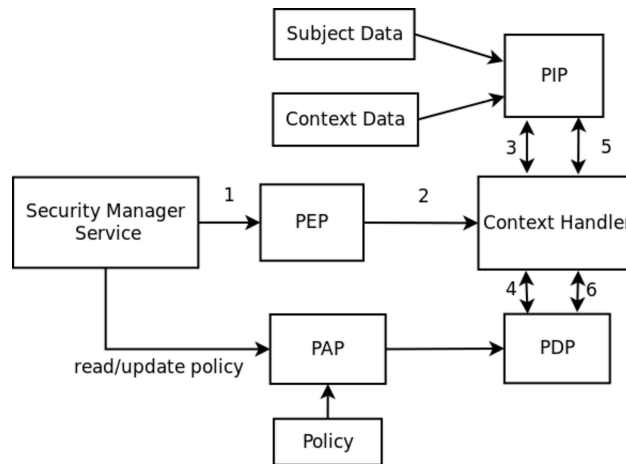 Subject Data
PIP
Context Data
3
5
1
2
Security Manager
Service
PEP
Context Handler
4
6
PAP
PDP
read/update policy
Policy